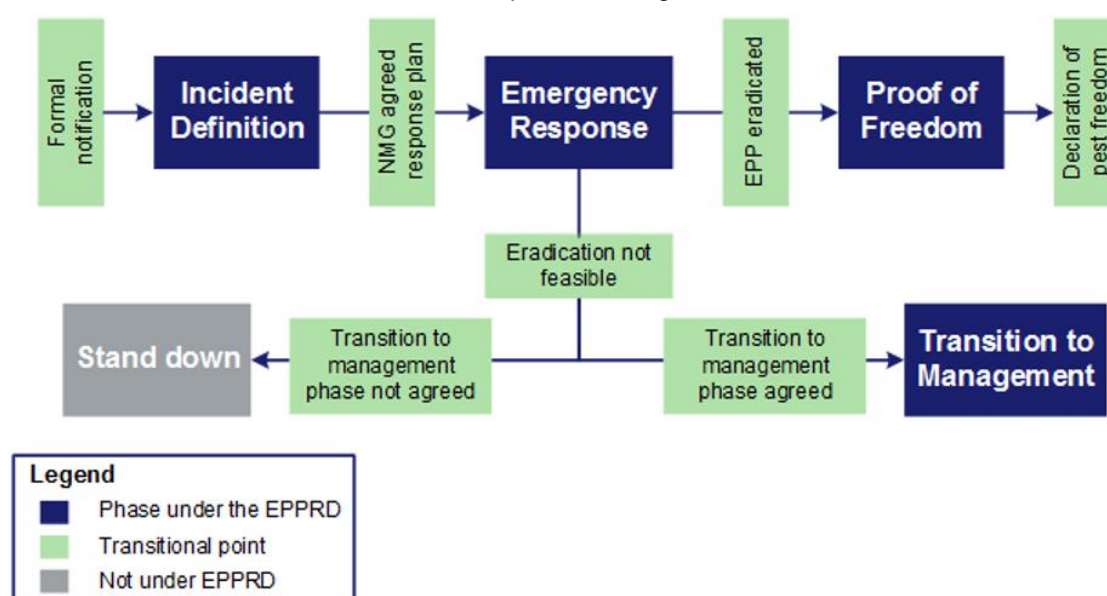 Formal
notification
Incident
Definition
NMG agreed
response plan
Emergency
Response
EPP eradicated
Proof of
Freedom
Declaration of
pest freedom
Eradication not
feasible
Stand down
Transition to
management
phase not agreed
Transition to
management
phase agreed
Transition to
Management
Legend
Phase under the EPPRD
Transitional point
Not under EPPRD